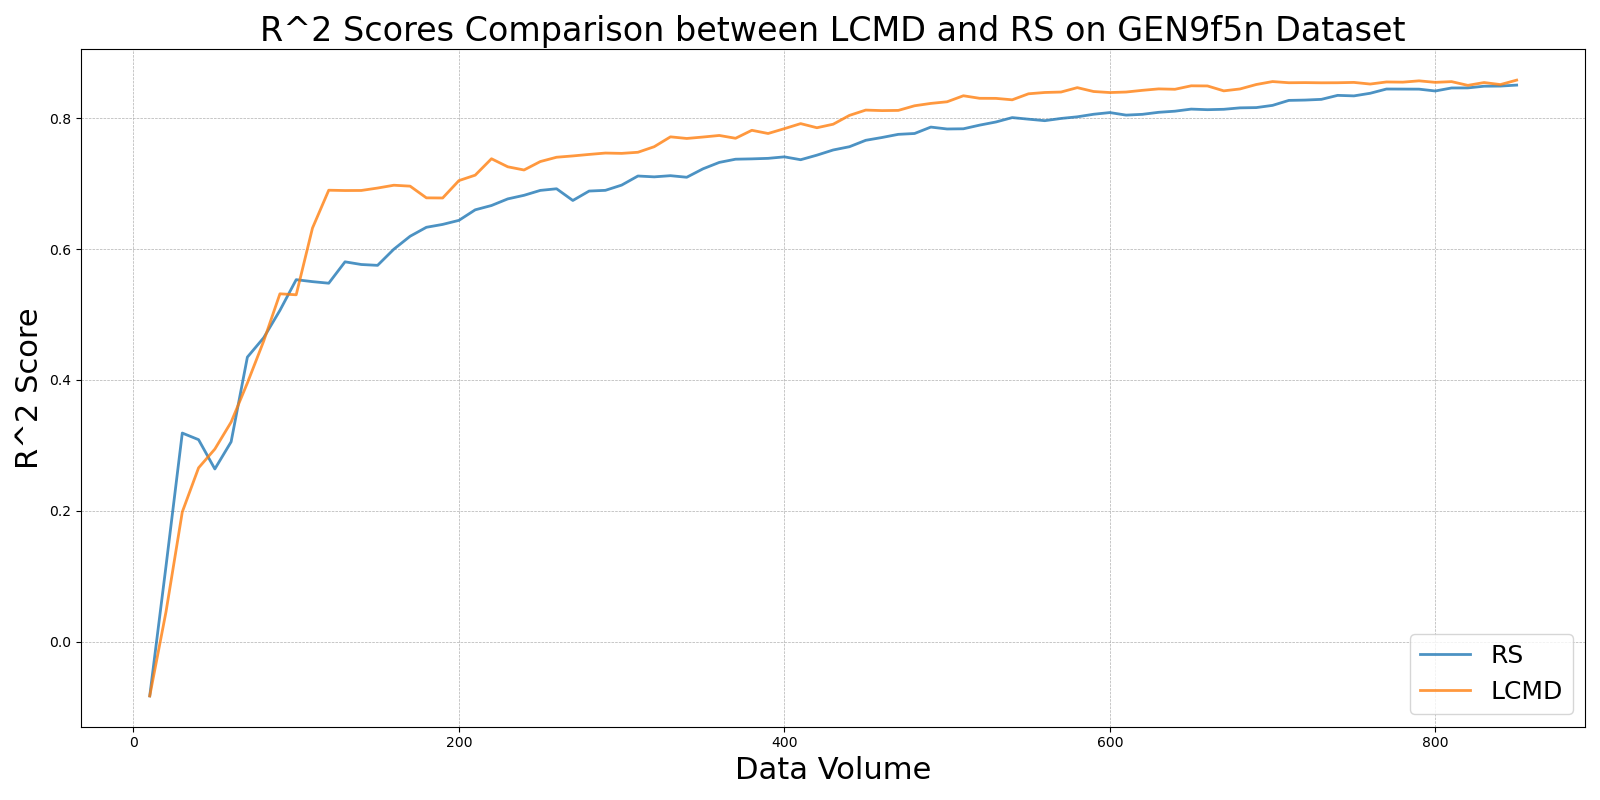 R^2 Scores Comparison between LCMD and RS on GEN9f5n Dataset
R^2 Score
0.8
0.6
0.4
0.2
0.0
0 200 400 600 800
Data Volume
RS
LCMD